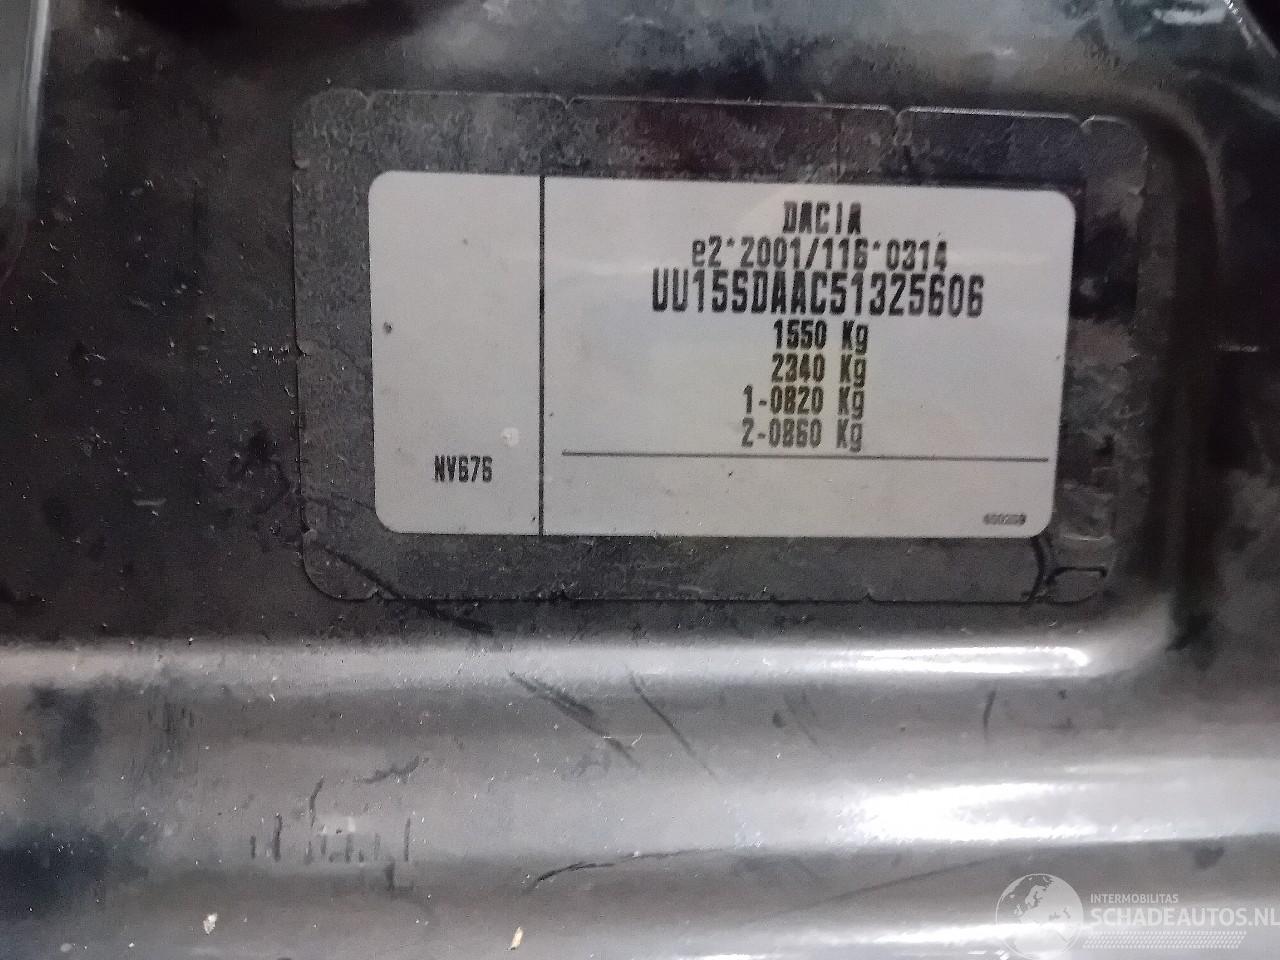 DACIA
e2*2001/116*0314
UU15SDAAC51325606
1550 Kg
2340 Kg
1-0820 Kg
2-0860 Kg
NV676
INTERMOBILITAS
SCHADEAUTOS.NL